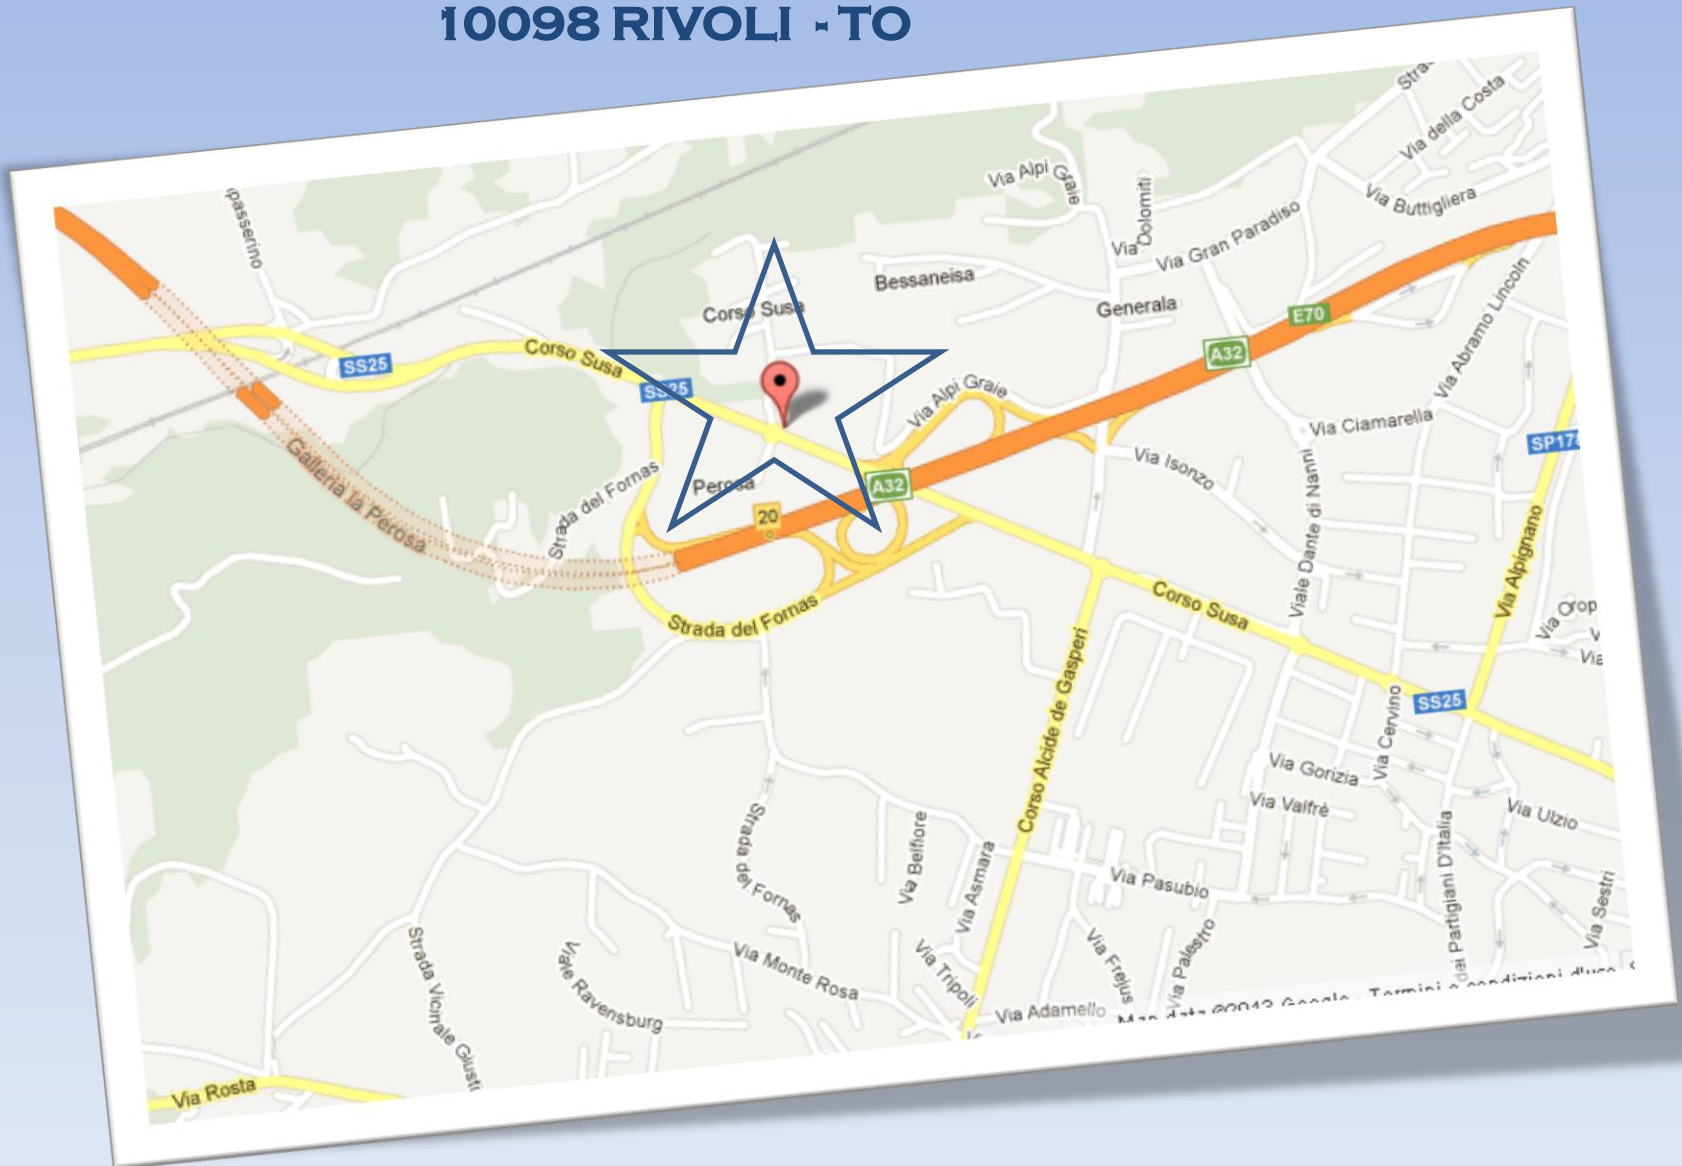 10098 RIVOLI - TO
Via della Costa
Via Alpi Graie
Via Dolomiti
Via Buttigliera
Via Gran Paradiso
Bessaneisa
Generala
Corso Susa
E70
A32
Via Abramo Lincoln
SS25
Corso Susa
SS25
Via Alpi Graie
Via Ciamarella
Via Isonzo
Galleria la Perosa
Strada del Fornas
Perosa
A32
20
Viale Dante di Nanni
Via Alpignano
Corso Susa
Strada del Fornas
Corso Alcide de Gasperi
SS25
Via Cervino
Via Gorizia
Via Valfrè
Via Ulzio
Strada del Fornas
Via Belfiore
Via Asmara
Via Pasubio
Partigiani D'Italia
Via Sestri
Strada Vicinale Giusti
Viale Ravensburg
Via Monte Rosa
Via Tripoli
Via Frejus
Via Palestro
Via Adamello
Via Rosta